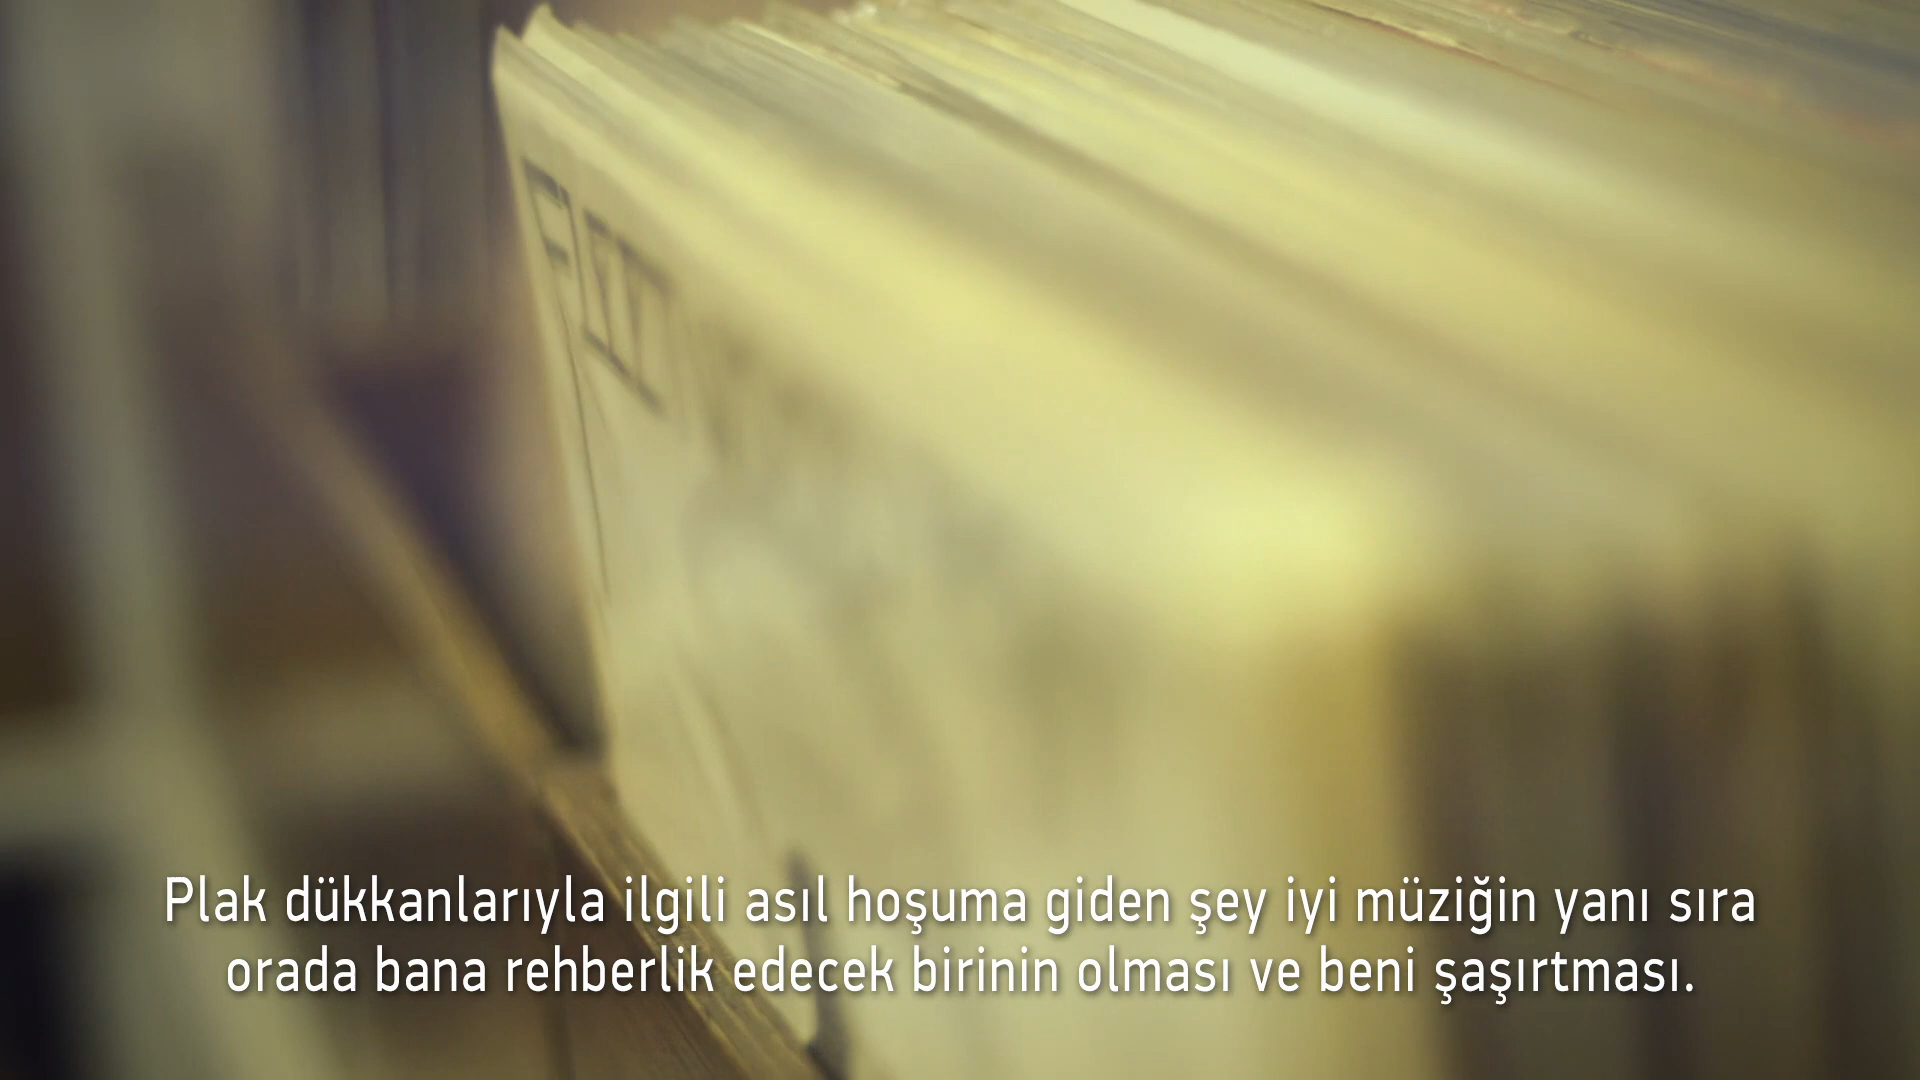 Plak dükkanlarıyla ilgili asıl hoşuma giden şey iyi müziğin yanı sıra
orada bana rehberlik edecek birinin olması ve beni şaşırtması.